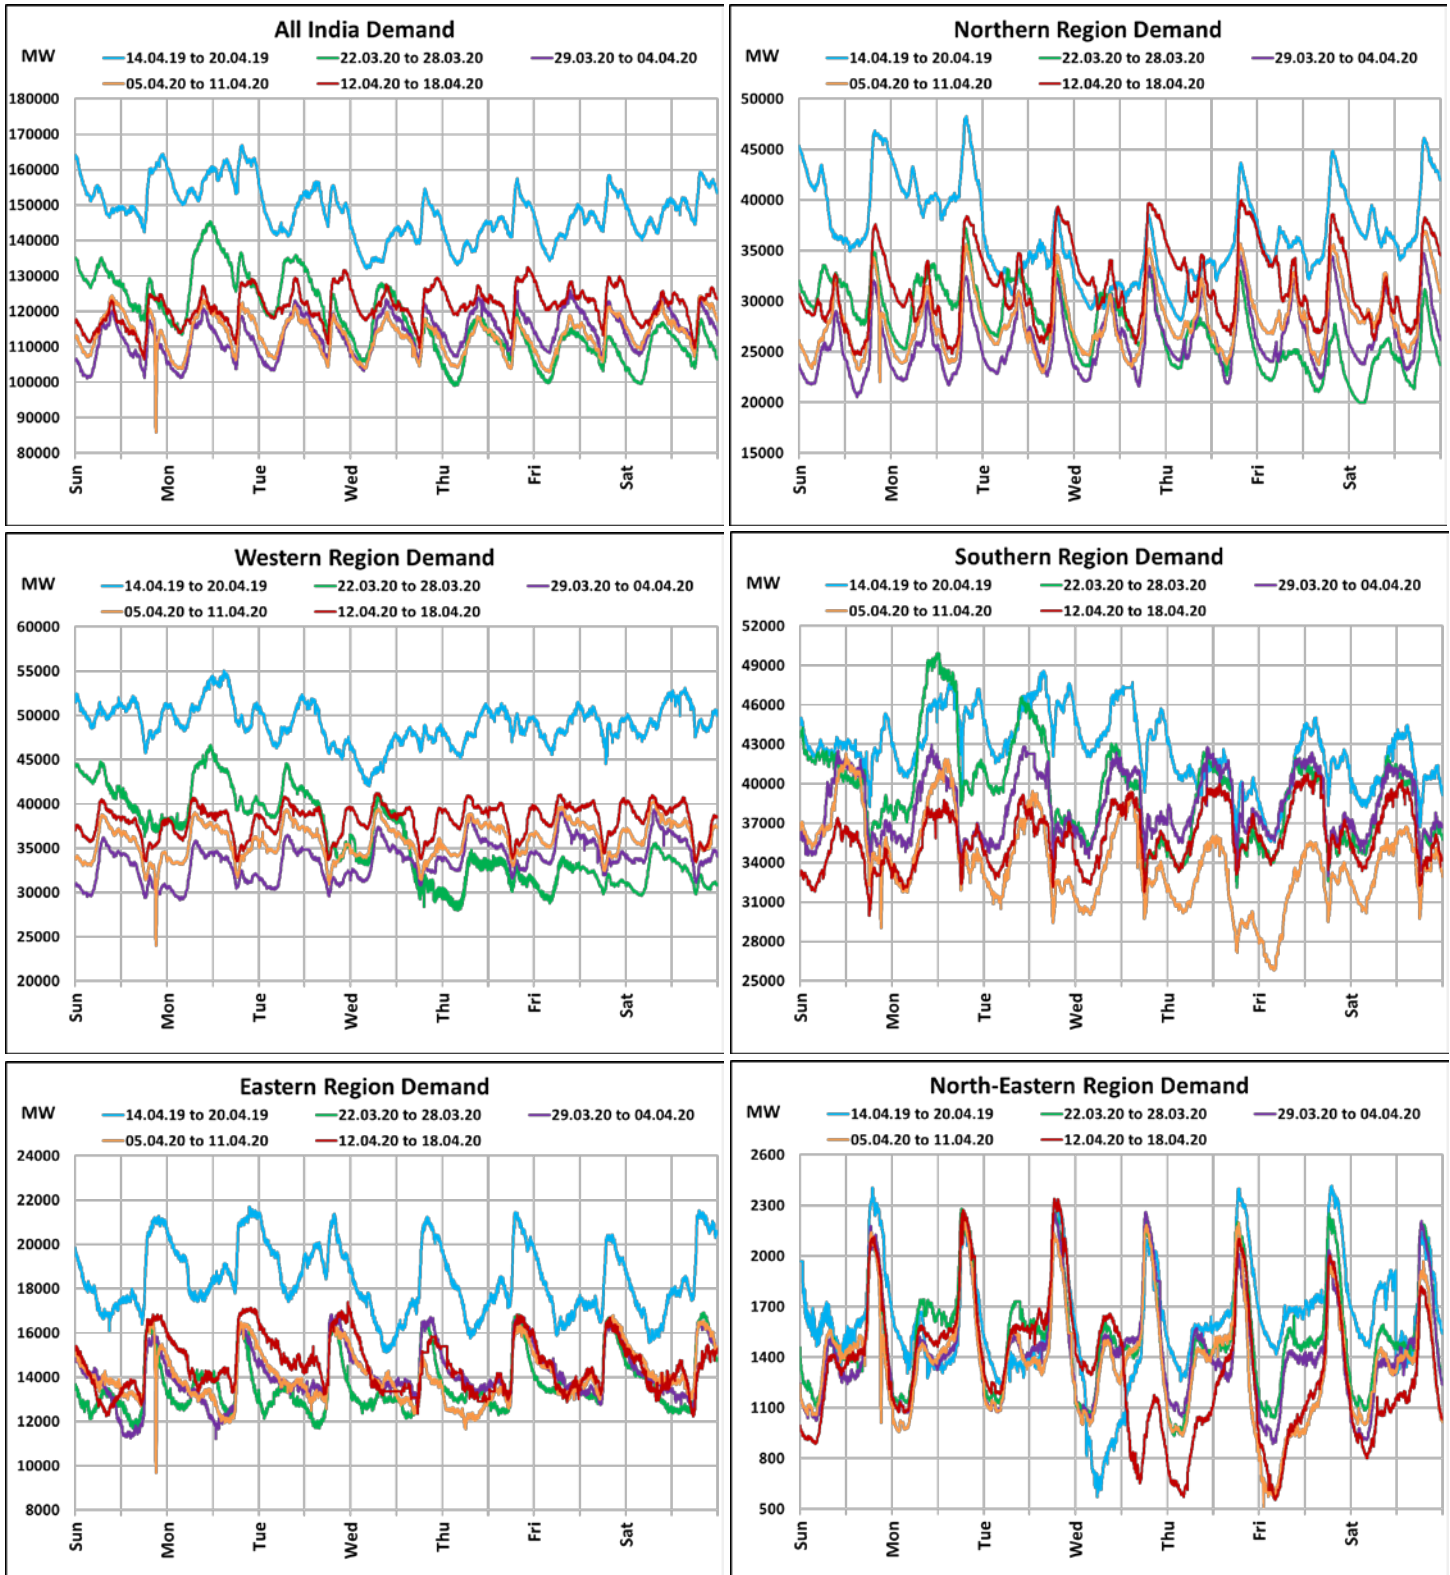 All India Demand
MW
14.04.19 to 20.04.19 22.03.20 to 28.03.20 29.03.20 to 04.04.20
05.04.20 to 11.04.20 12.04.20 to 18.04.20
180000
170000
160000
150000
140000
130000
120000
110000
100000
90000
80000
Sun Mon Tue Wed Thu Fri Sat
Northern Region Demand
MW
14.04.19 to 20.04.19 22.03.20 to 28.03.20 29.03.20 to 04.04.20
05.04.20 to 11.04.20 12.04.20 to 18.04.20
50000
45000
40000
35000
30000
25000
20000
15000
Sun Mon Tue Wed Thu Fri Sat
Western Region Demand
MW
14.04.19 to 20.04.19 22.03.20 to 28.03.20 29.03.20 to 04.04.20
05.04.20 to 11.04.20 12.04.20 to 18.04.20
60000
55000
50000
45000
40000
35000
30000
25000
20000
Sun Mon Tue Wed Thu Fri Sat
Southern Region Demand
MW
14.04.19 to 20.04.19 22.03.20 to 28.03.20 29.03.20 to 04.04.20
05.04.20 to 11.04.20 12.04.20 to 18.04.20
52000
49000
46000
43000
40000
37000
34000
31000
28000
25000
Sun Mon Tue Wed Thu Fri Sat
Eastern Region Demand
MW
14.04.19 to 20.04.19 22.03.20 to 28.03.20 29.03.20 to 04.04.20
05.04.20 to 11.04.20 12.04.20 to 18.04.20
24000
22000
20000
18000
16000
14000
12000
10000
8000
Sun Mon Tue Wed Thu Fri Sat
North-Eastern Region Demand
MW
14.04.19 to 20.04.19 22.03.20 to 28.03.20 29.03.20 to 04.04.20
05.04.20 to 11.04.20 12.04.20 to 18.04.20
2600
2300
2000
1700
1400
1100
800
500
Sun Mon Tue Wed Thu Fri Sat